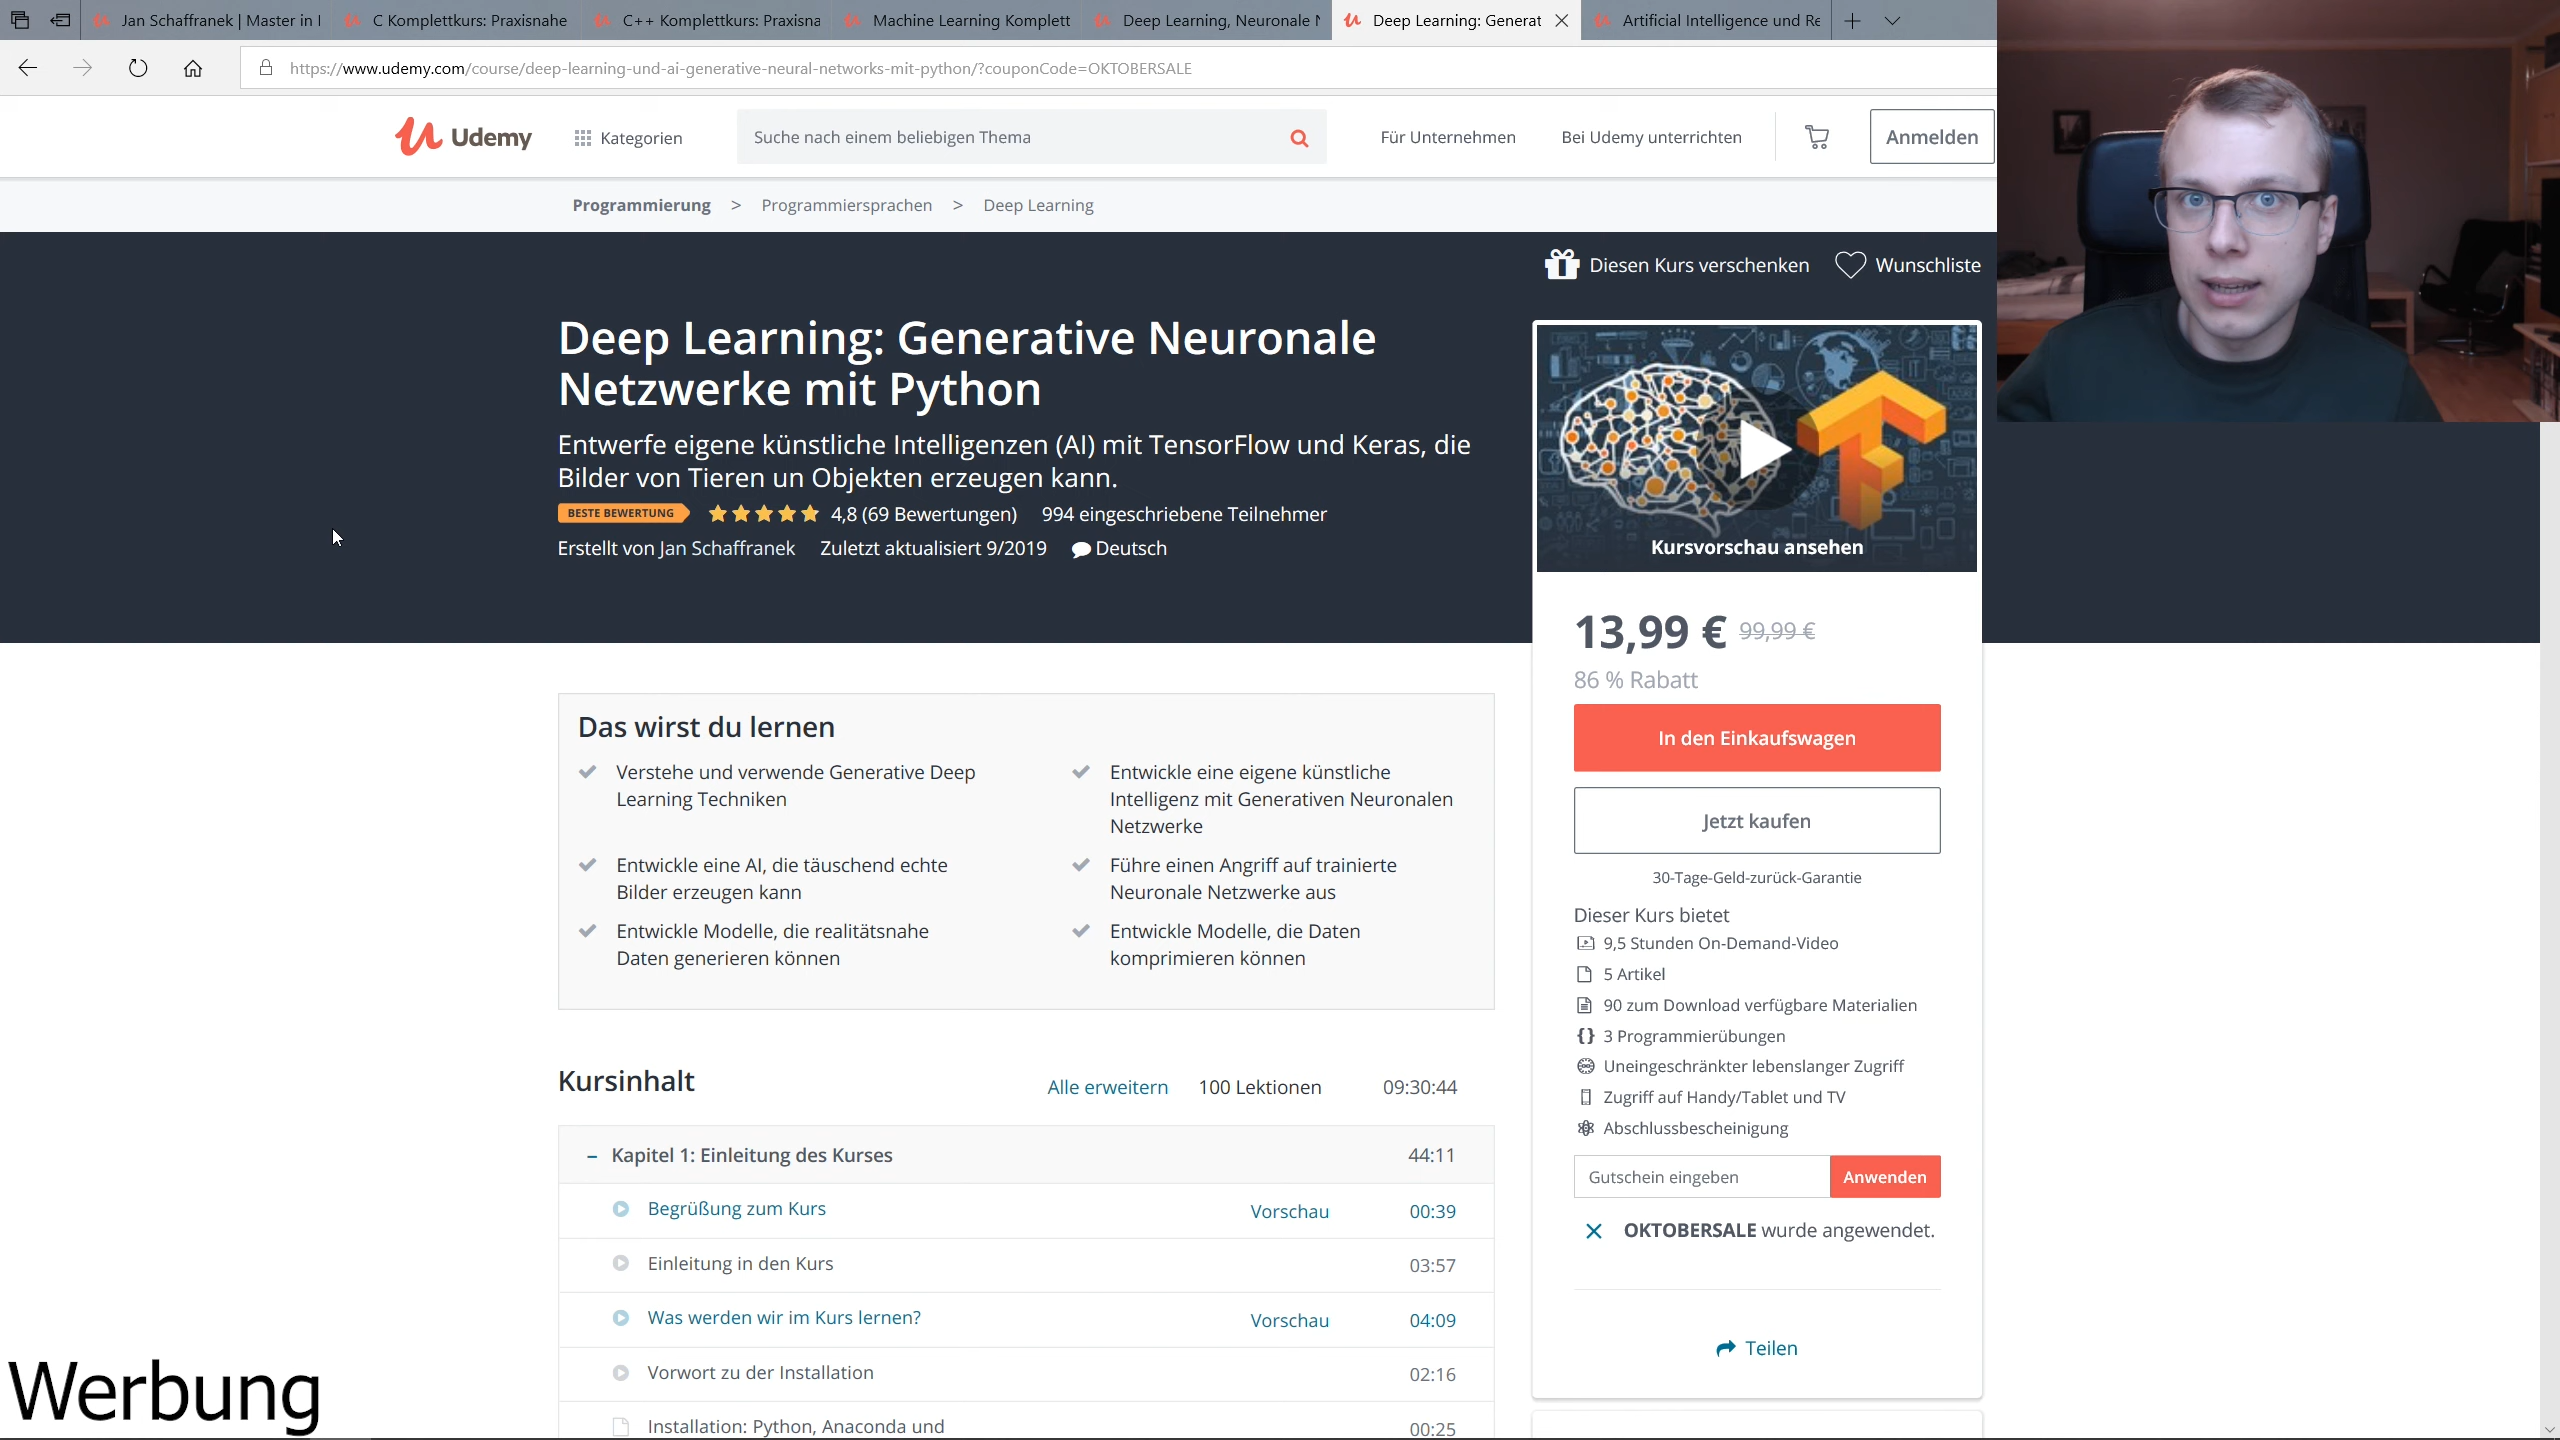 Jan Schaffranek | Master in I
C Komplettkurs: Praxisnahe
C++ Komplettkurs: Praxisna
Machine Learning Komplett
Deep Learning, Neuronale N
Deep Learning: Generat
Artificial Intelligence und Re
https://www.udemy.com/course/deep-learning-und-ai-generative-neural-networks-mit-python/?couponCode=OKTOBERSALE
Udemy
Kategorien
Suche nach einem beliebigen Thema
Für Unternehmen
Bei Udemy unterrichten
Anmelden
Programmierung > Programmiersprachen > Deep Learning
Diesen Kurs verschenken
Wunschliste
Deep Learning: Generative Neuronale
Netzwerke mit Python
Entwerfe eigene künstliche Intelligenzen (AI) mit TensorFlow und Keras, die
Bilder von Tieren un Objekten erzeugen kann.
BESTE BEWERTUNG 4,8 (69 Bewertungen) 994 eingeschriebene Teilnehmer
Erstellt von Jan Schaffranek Zuletzt aktualisiert 9/2019 Deutsch
Kursvorschau ansehen
13,99 € 99,99 €
86 % Rabatt
In den Einkaufswagen
Jetzt kaufen
30-Tage-Geld-zurück-Garantie
Dieser Kurs bietet
9,5 Stunden On-Demand-Video
5 Artikel
90 zum Download verfügbare Materialien
3 Programmierübungen
Uneingeschränkter lebenslanger Zugriff
Zugriff auf Handy/Tablet und TV
Abschlussbescheinigung
Gutschein eingeben
Anwenden
OKTOBERSALE wurde angewendet.
Teilen
Das wirst du lernen
Verstehe und verwende Generative Deep
Learning Techniken
Entwickle eine eigene künstliche
Intelligenz mit Generativen Neuronalen
Netzwerke
Entwickle eine AI, die täuschend echte
Bilder erzeugen kann
Führe einen Angriff auf trainierte
Neuronale Netzwerke aus
Entwickle Modelle, die realitätsnahe
Daten generieren können
Entwickle Modelle, die Daten
komprimieren können
Kursinhalt
Alle erweitern 100 Lektionen 09:30:44
– Kapitel 1: Einleitung des Kurses 44:11
Begrüßung zum Kurs Vorschau 00:39
Einleitung in den Kurs 03:57
Was werden wir im Kurs lernen? Vorschau 04:09
Vorwort zu der Installation 02:16
Installation: Python, Anaconda und 00:25
Werbung